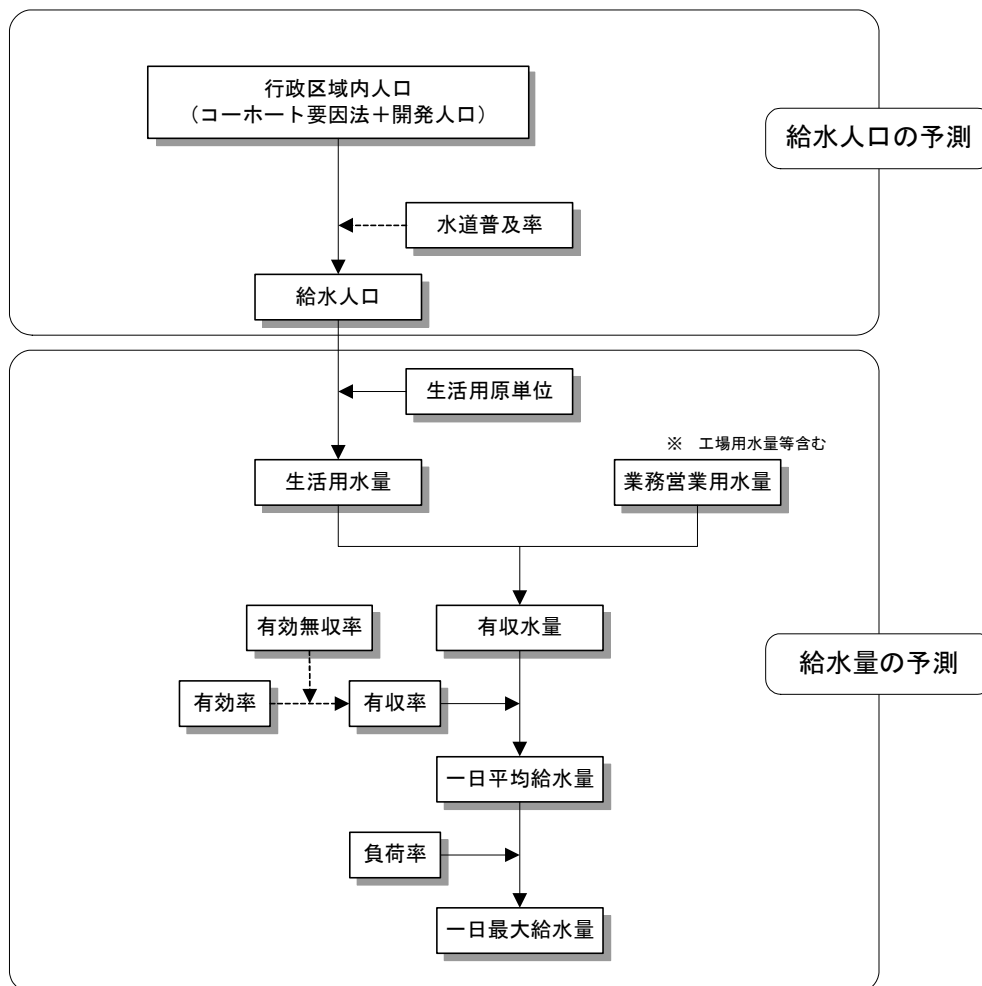 行政区域内人口
（コーホート要因法＋開発人口）
給水人口の予測
水道普及率
給水人口
生活用原単位
※　工場用水量等含む
生活用水量
業務営業用水量
有効無収率
有収水量
給水量の予測
有効率
有収率
一日平均給水量
負荷率
一日最大給水量